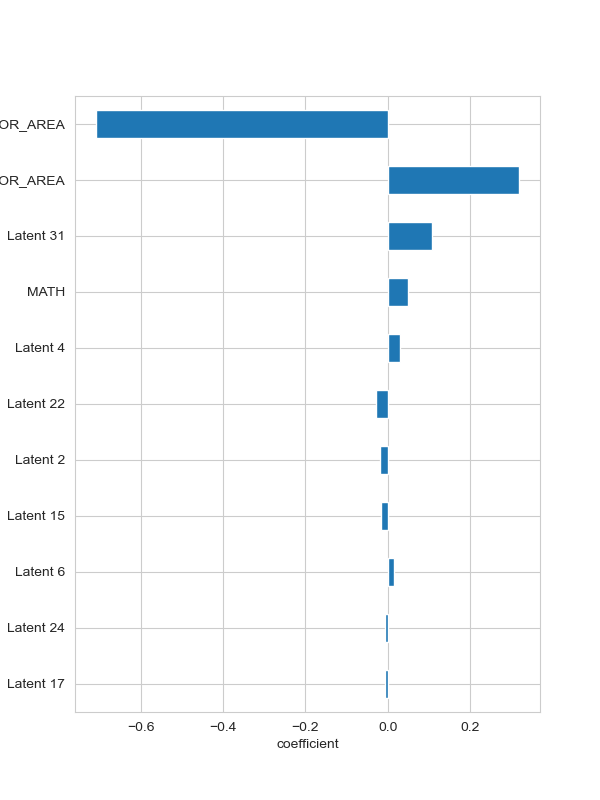 OR_AREA
OR_AREA
Latent 31
MATH
Latent 4
Latent 22
Latent 2
Latent 15
Latent 6
Latent 24
Latent 17
−0.6 −0.4 −0.2 0.0 0.2
coefficient